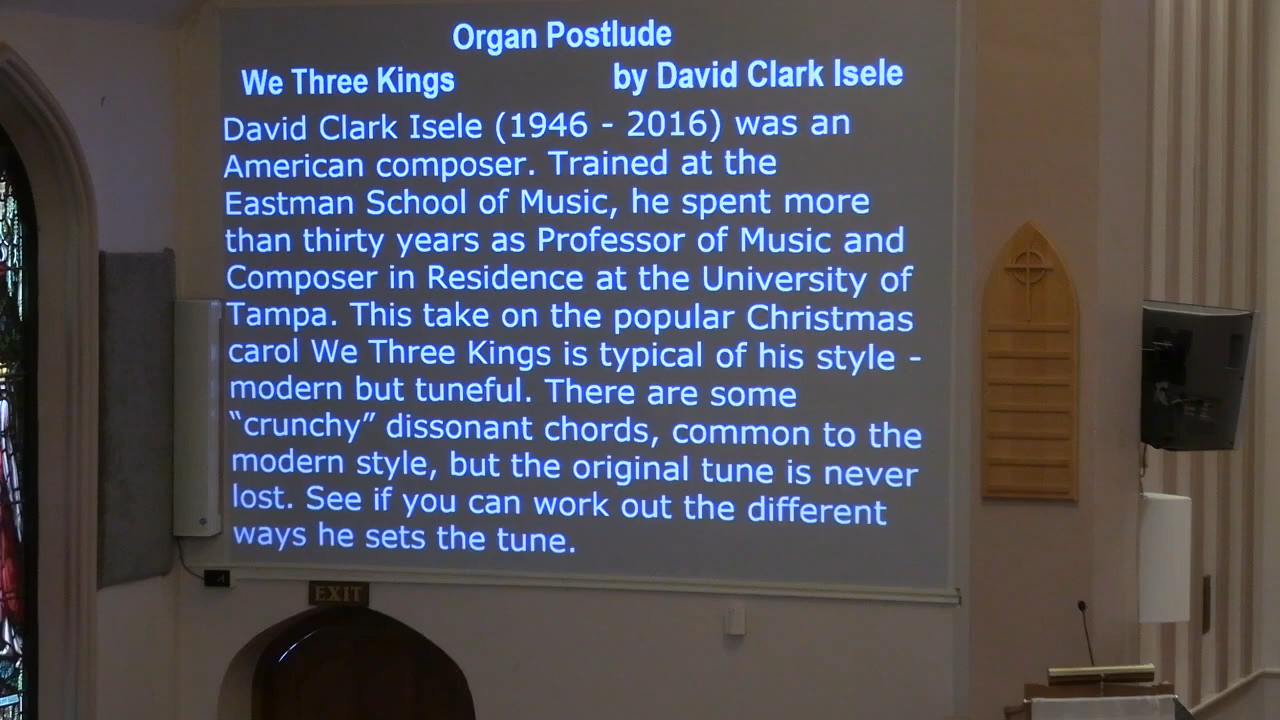 Organ Postlude
We Three Kings by David Clark Isele
David Clark Isele (1946 - 2016) was an
American composer. Trained at the
Eastman School of Music, he spent more
than thirty years as Professor of Music and
Composer in Residence at the University of
Tampa. This take on the popular Christmas
carol We Three Kings is typical of his style -
modern but tuneful. There are some
“crunchy” dissonant chords, common to the
modern style, but the original tune is never
lost. See if you can work out the different
ways he sets the tune.
EXIT